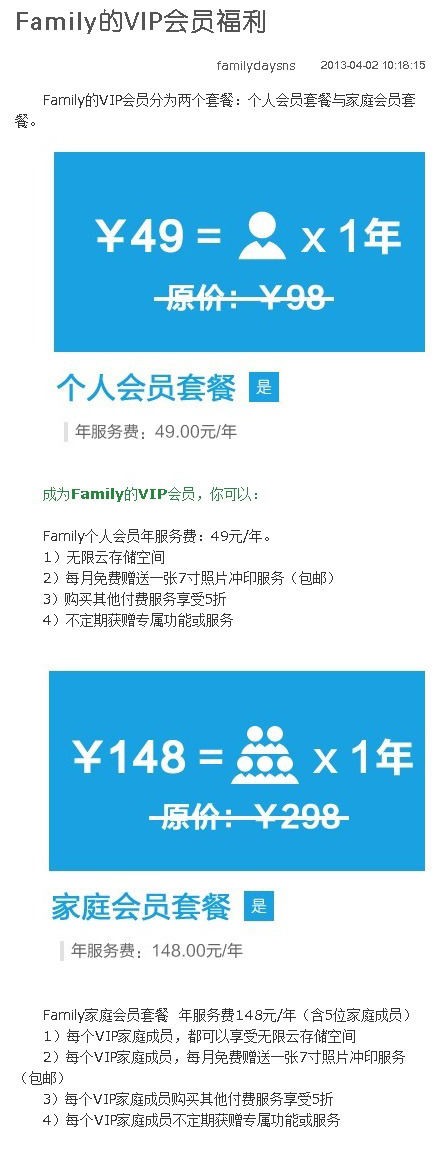 Family的VIP会员福利
familydaysns 2013-04-02 10:18:15
Family的VIP会员分为两个套餐：个人会员套餐与家庭会员套
餐。
￥49 = x 1年
原价：￥98
个人会员套餐 是
年服务费：49.00元/年
成为Family的VIP会员，你可以：
Family个人会员年服务费：49元/年。
1）无限云存储空间
2）每月免费赠送一张7寸照片冲印服务（包邮）
3）购买其他付费服务享受5折
4）不定期获赠专属功能或服务
￥148 = x 1年
原价：￥298
家庭会员套餐 是
年服务费：148.00元/年
Family家庭会员套餐 年服务费148元/年（含5位家庭成员）
1）每个VIP家庭成员，都可以享受无限云存储空间
2）每个VIP家庭成员，每月免费赠送一张7寸照片冲印服务
（包邮）
3）每个VIP家庭成员购买其他付费服务享受5折
4）每个VIP家庭成员不定期获赠专属功能或服务